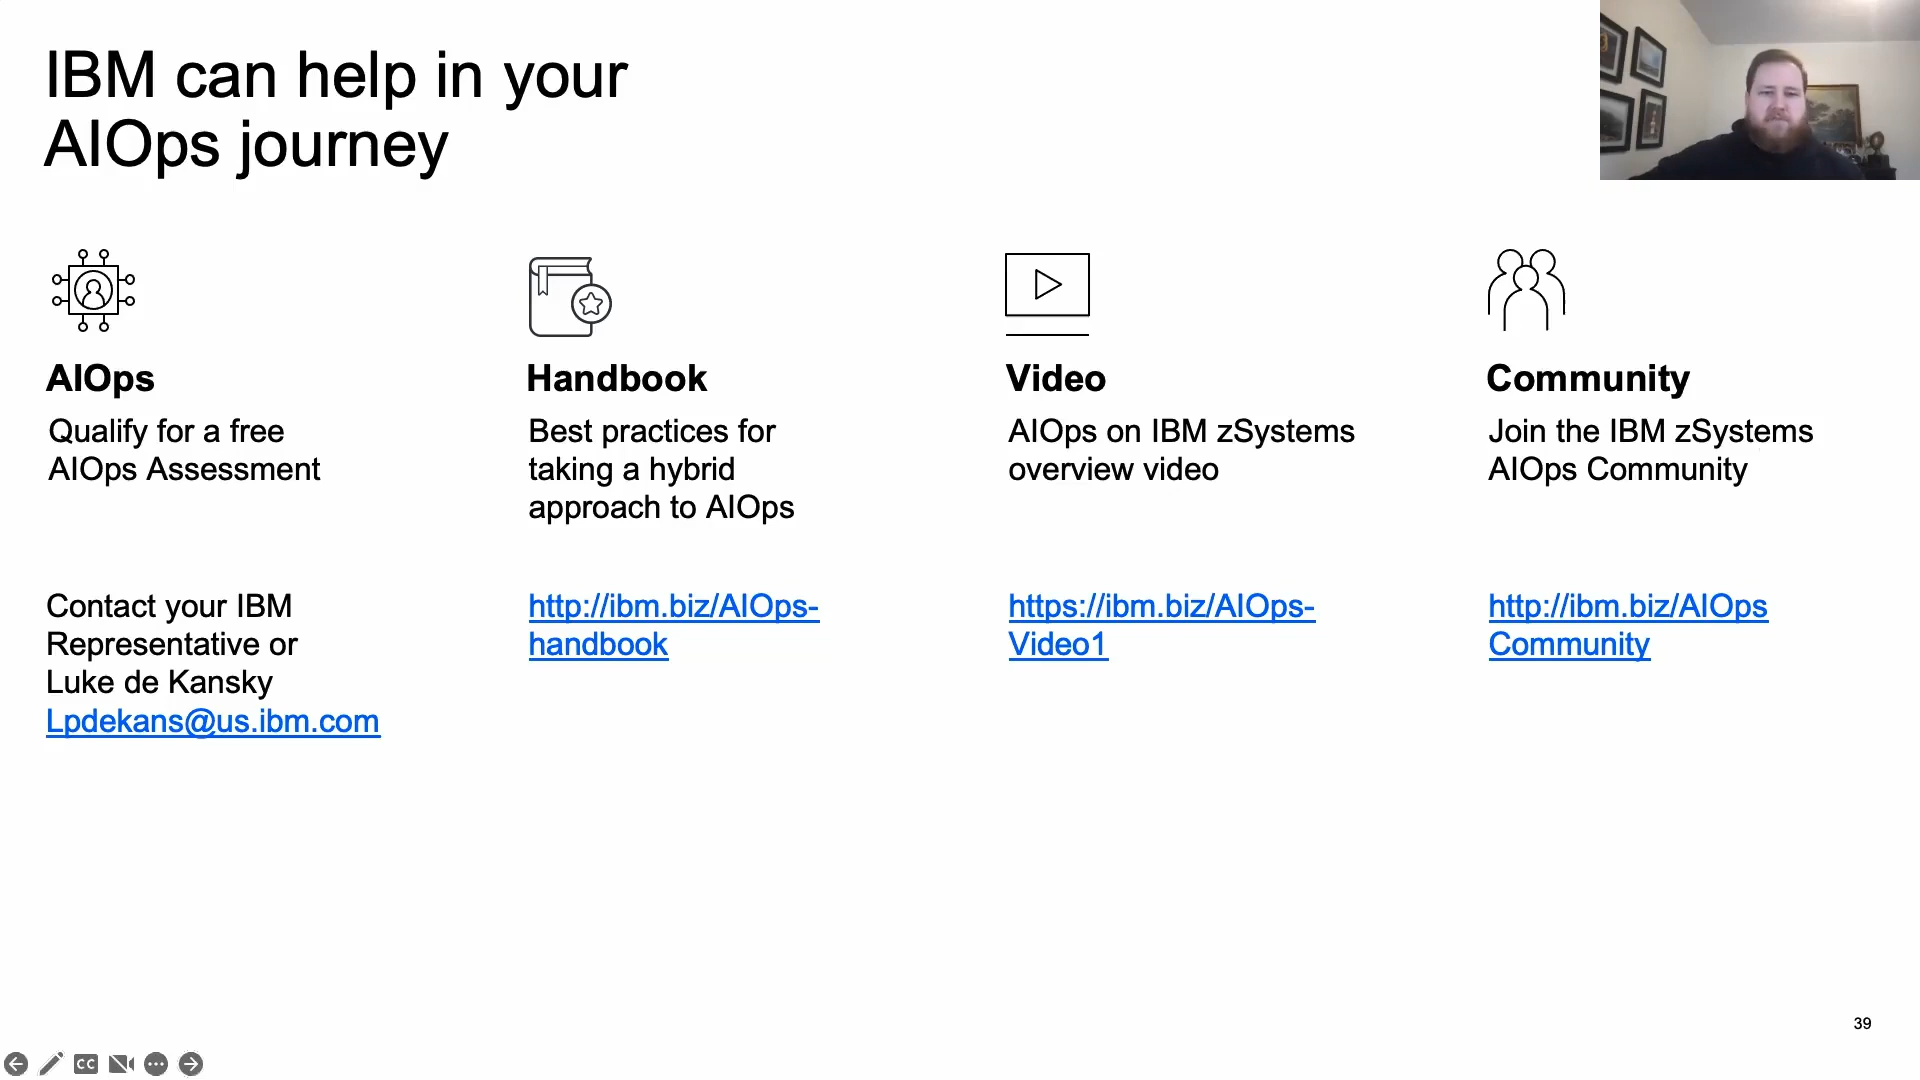 IBM can help in your
AIOps journey
AIOps
Qualify for a free
AIOps Assessment
Contact your IBM
Representative or
Luke de Kansky
Lpdekans@us.ibm.com
Handbook
Best practices for
taking a hybrid
approach to AIOps
http://ibm.biz/AIOps-
handbook
Video
AIOps on IBM zSystems
overview video
https://ibm.biz/AIOps-
Video1
Community
Join the IBM zSystems
AIOps Community
http://ibm.biz/AIOps
Community
39
CC